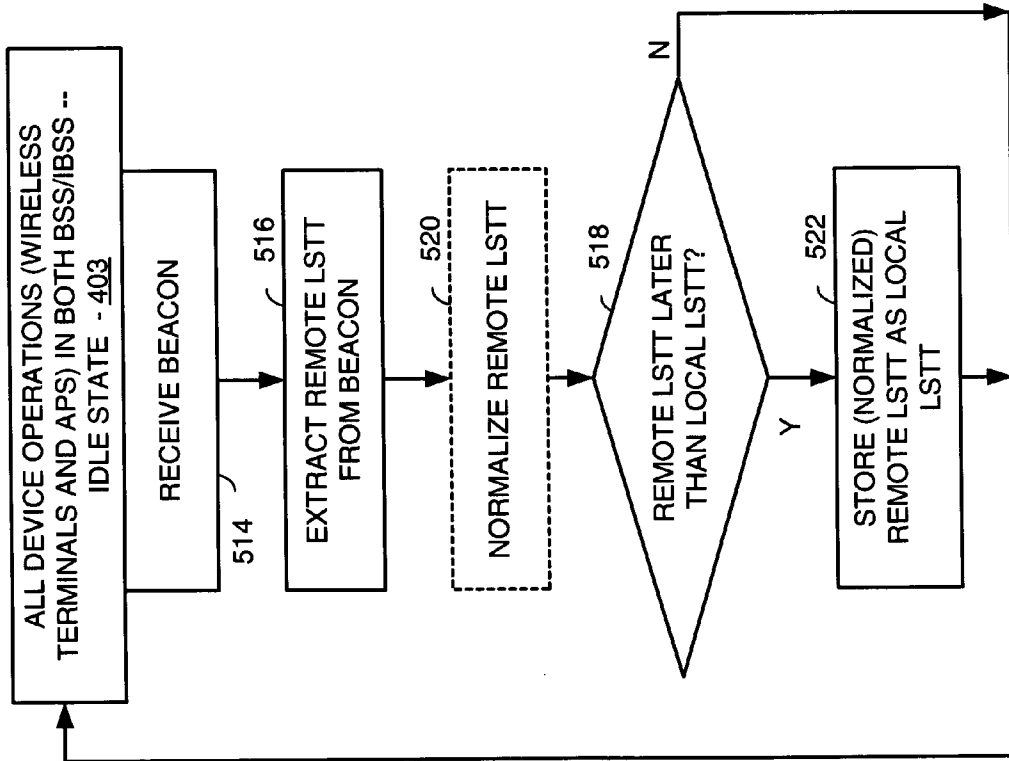 ALL DEVICE OPERATIONS (WIRELESS
TERMINALS AND APS) IN BOTH BSS/IBSS --
IDLE STATE - 403
RECEIVE BEACON
514
516
EXTRACT REMOTE LSTT
FROM BEACON
520
NORMALIZE REMOTE LSTT
518
REMOTE LSTT LATER
THAN LOCAL LSTT?
N
Y
522
STORE (NORMALIZED)
REMOTE LSTT AS LOCAL
LSTT